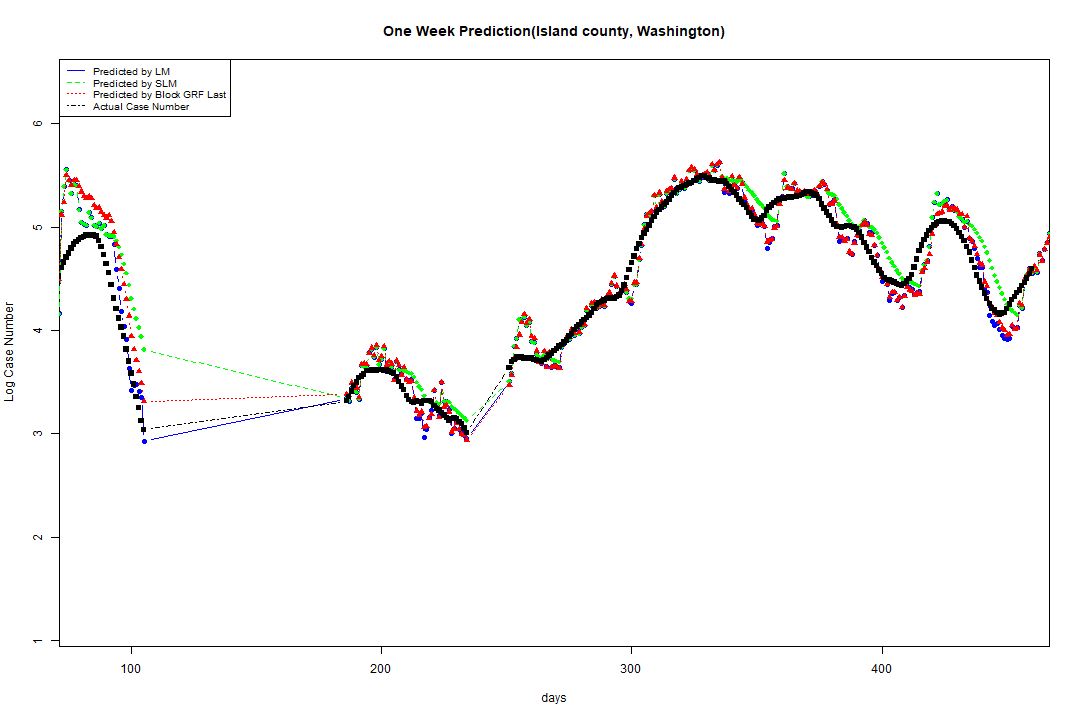 One Week Prediction(Island county, Washington)
Predicted by LM
Predicted by SLM
Predicted by Block GRF Last
Actual Case Number
6
5
4
3
2
1
Log Case Number
100 200 300 400
days